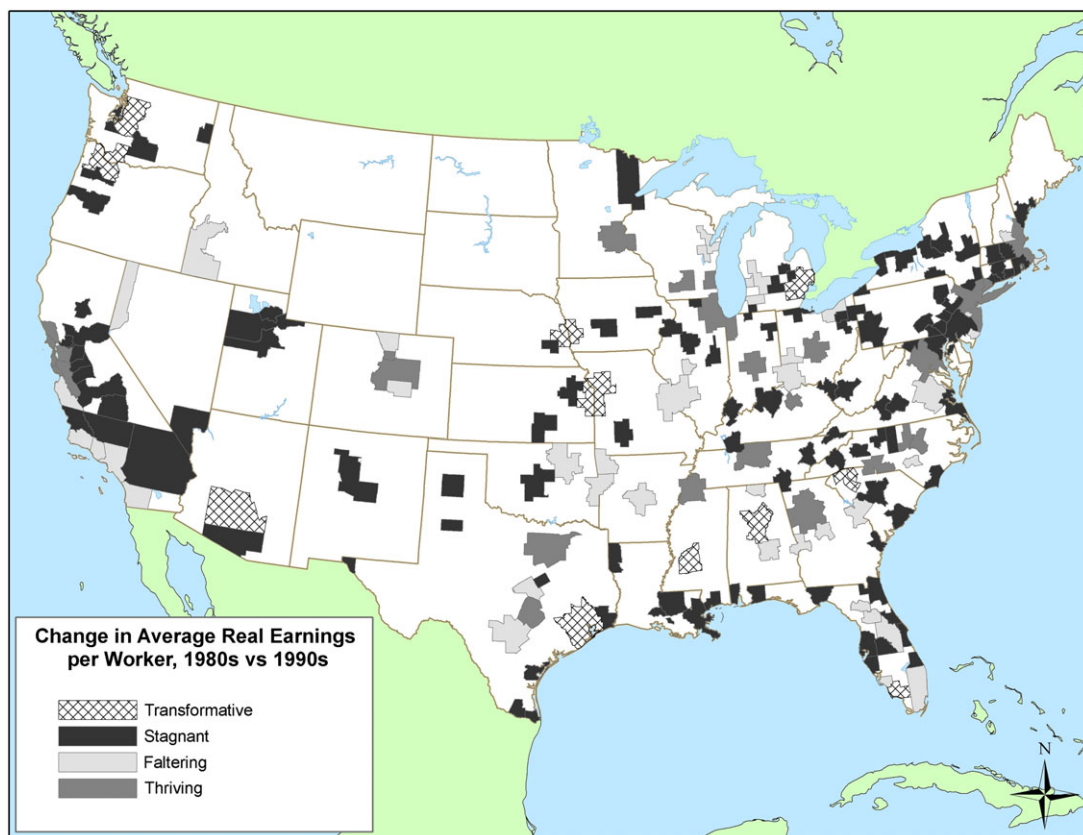 Change in Average Real Earnings
per Worker, 1980s vs 1990s
Transformative
Stagnant
Faltering
Thriving
N